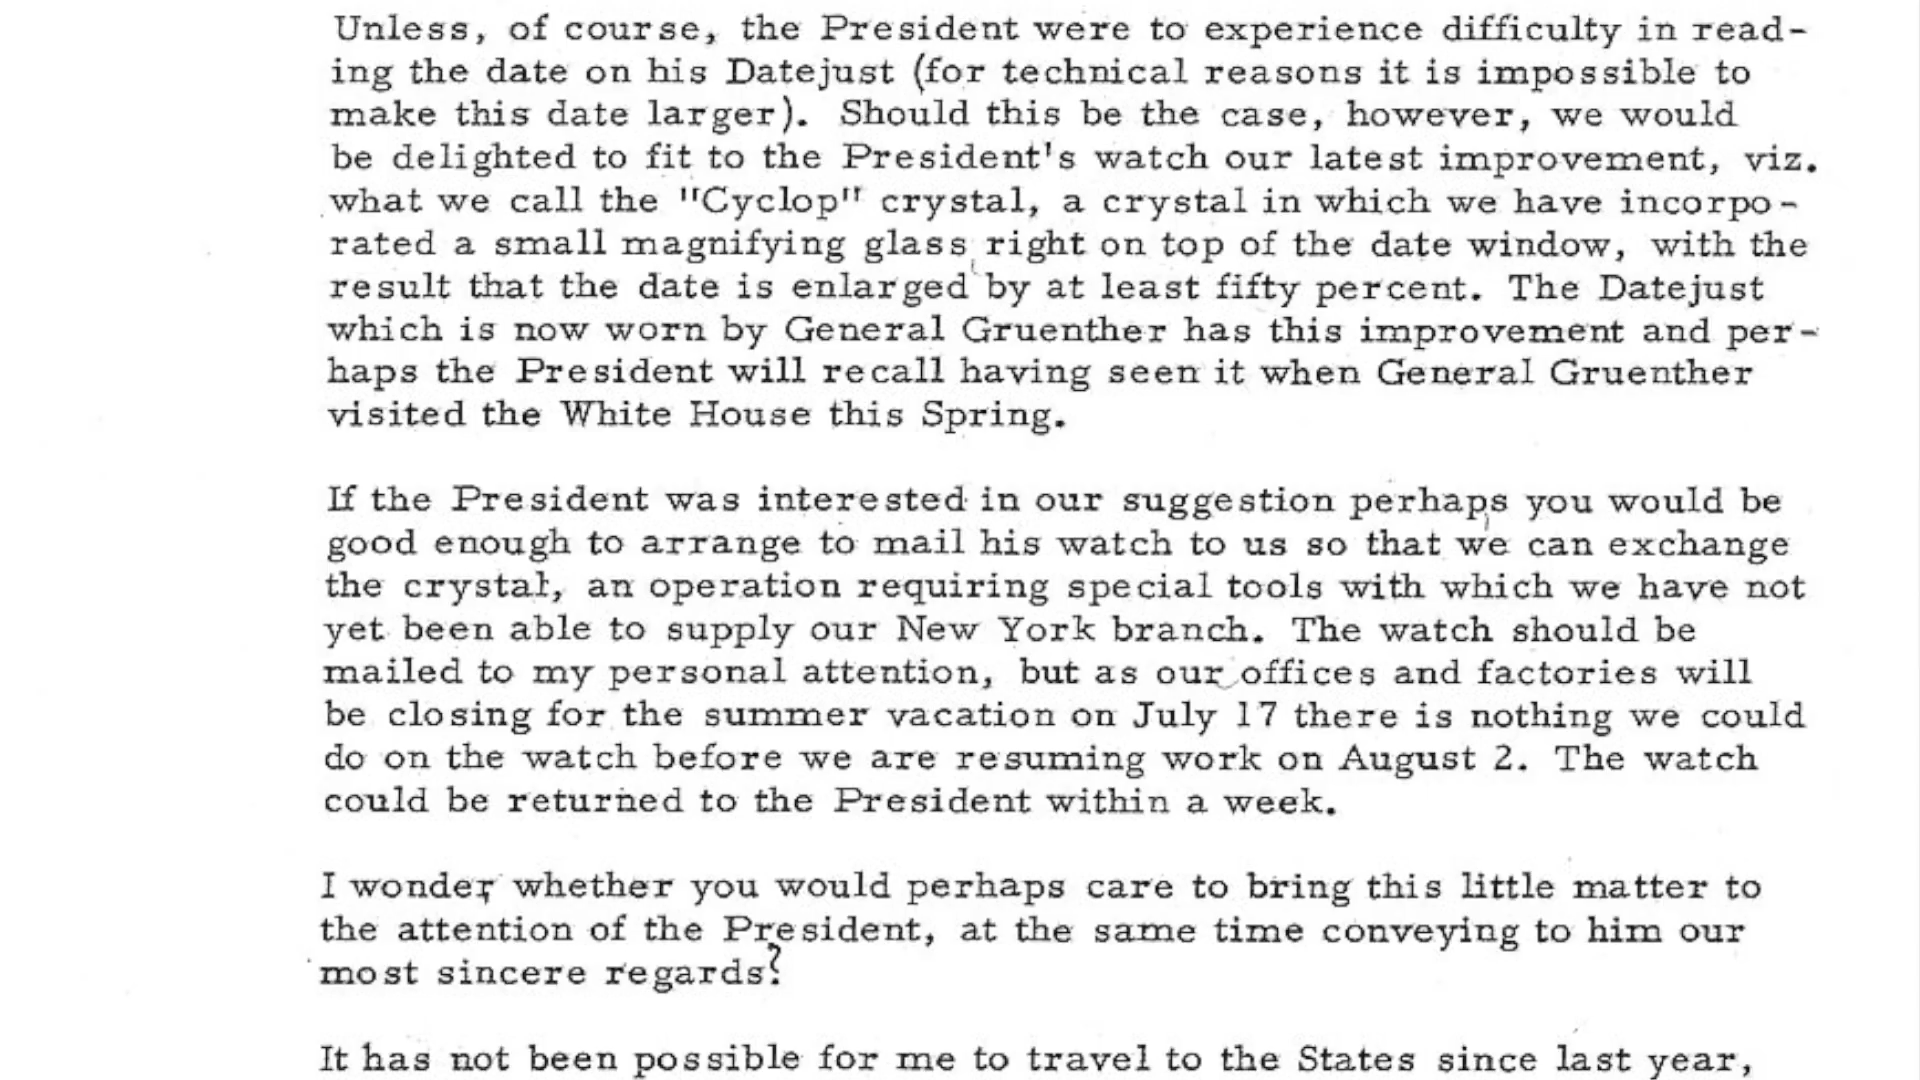 Unless, of course, the President were to experience difficulty in read-
ing the date on his Datejust (for technical reasons it is impossible to
make this date larger). Should this be the case, however, we would
be delighted to fit to the President's watch our latest improvement, viz.
what we call the "Cyclop" crystal, a crystal in which we have incorpo-
rated a small magnifying glass right on top of the date window, with the
result that the date is enlarged by at least fifty percent. The Datejust
which is now worn by General Gruenther has this improvement and per-
haps the President will recall having seen it when General Gruenther
visited the White House this Spring.
If the President was interested in our suggestion perhaps you would be
good enough to arrange to mail his watch to us so that we can exchange
the crystal, an operation requiring special tools with which we have not
yet been able to supply our New York branch. The watch should be
mailed to my personal attention, but as our offices and factories will
be closing for the summer vacation on July 17 there is nothing we could
do on the watch before we are resuming work on August 2. The watch
could be returned to the President within a week.
I wonder whether you would perhaps care to bring this little matter to
the attention of the President, at the same time conveying to him our
most sincere regards?
It has not been possible for me to travel to the States since last year,